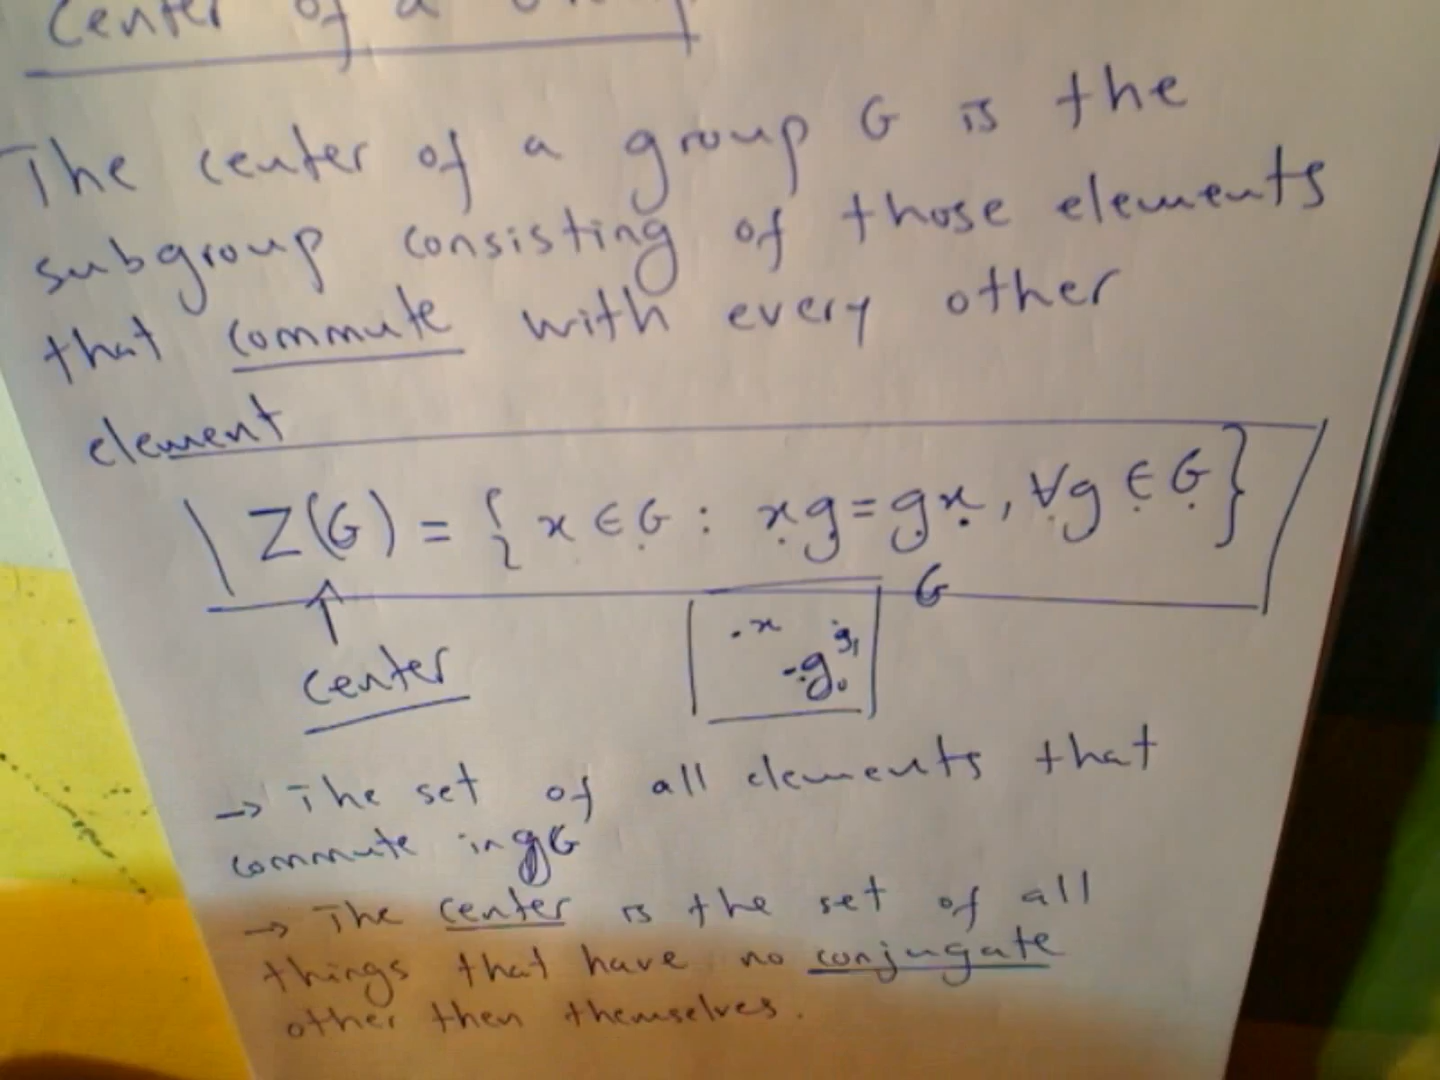 Center of a
The center of a group G is the
subgroup consisting of those elements
that commute with every other
element
Z(G) = { x ∈ G : xg = gx, ∀g ∈ G }
G
.x g₁
g
center
→ The set of all elements that
commute in G
→ The center is the set of all
things that have no conjugate
other then themselves.